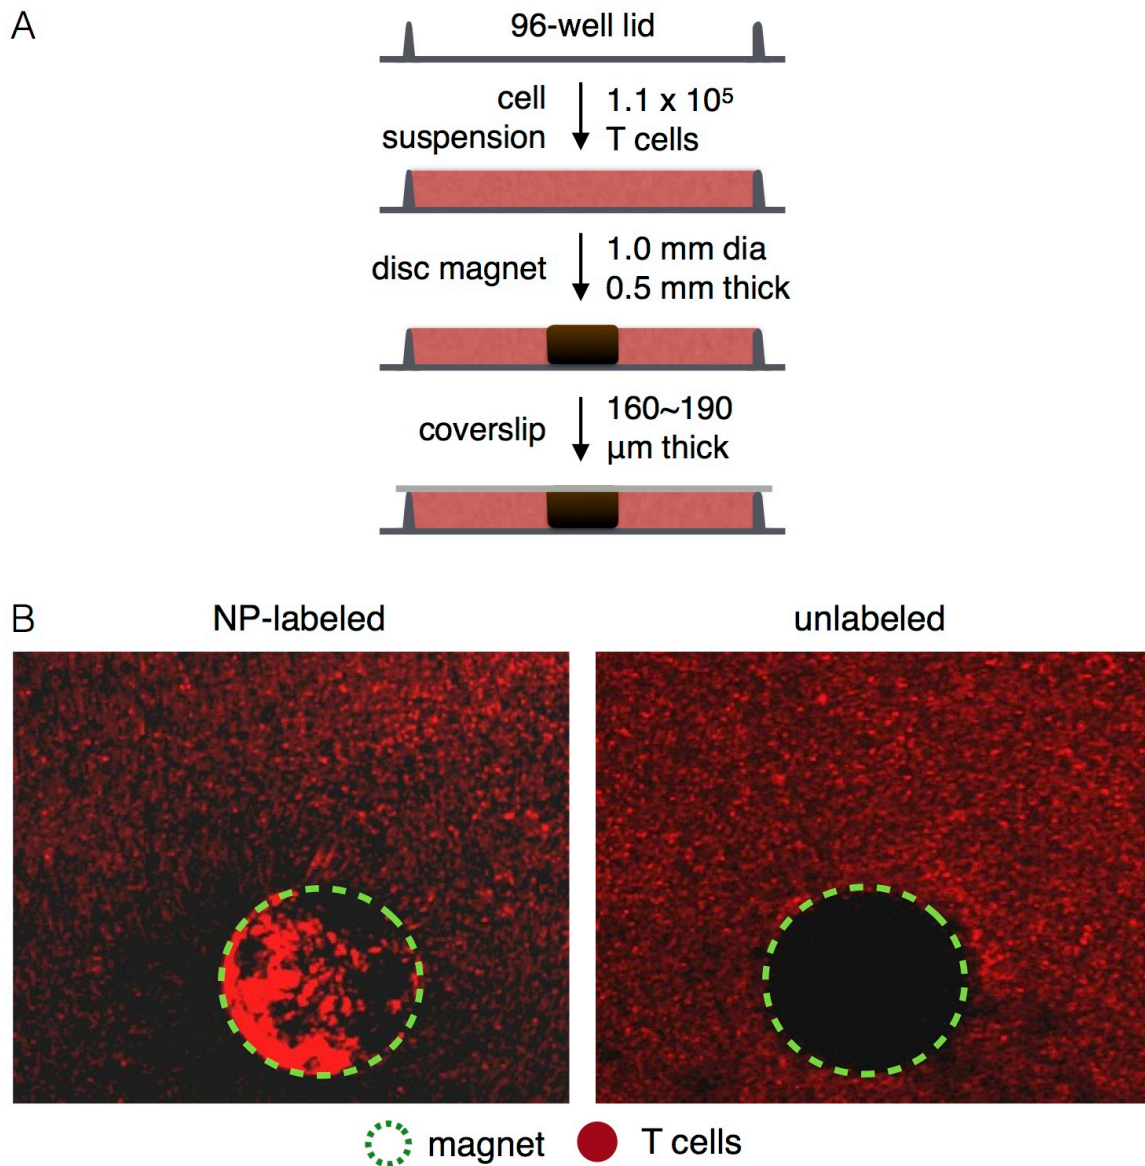 A
96-well lid
cell
suspension
1.1 x 10⁵
T cells
disc magnet
1.0 mm dia
0.5 mm thick
coverslip
160~190
µm thick
B
NP-labeled
unlabeled
magnet
T cells